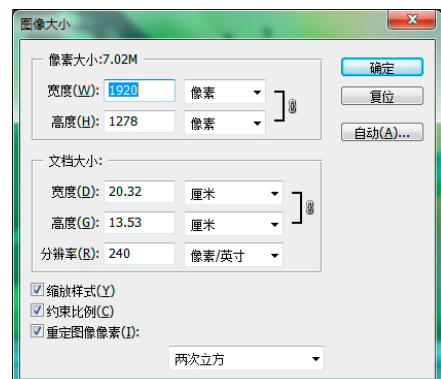 图像大小
像素大小:7.02M
宽度(W): 1920 像素
高度(H): 1278 像素
文档大小:
宽度(D): 20.32 厘米
高度(G): 13.53 厘米
分辨率(R): 240 像素/英寸
缩放样式(Y)
约束比例(C)
重定图像像素(I):
两次立方
确定
复位
自动(A)...